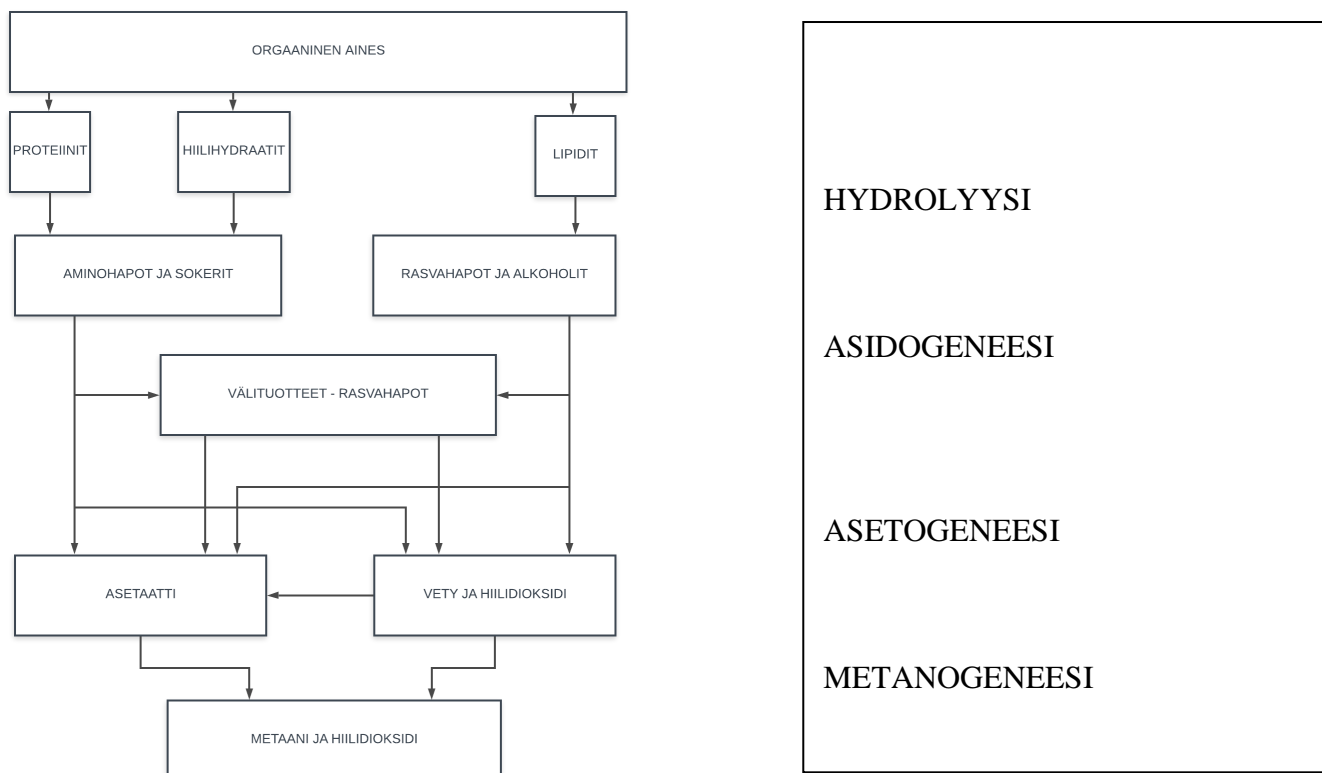 ORGAANINEN AINES
PROTEIINIT
HIILIHYDRAATIT
LIPIDIT
AMINOHAPOT JA SOKERIT
RASVAHAPOT JA ALKOHOLIT
VÄLITUOTTEET - RASVAHAPOT
ASETAATTI
VETY JA HIILIDIOKSIDI
METAANI JA HIILIDIOKSIDI
HYDROLYYSI
ASIDOGENEESI
ASETOGENEESI
METANOGENEESI